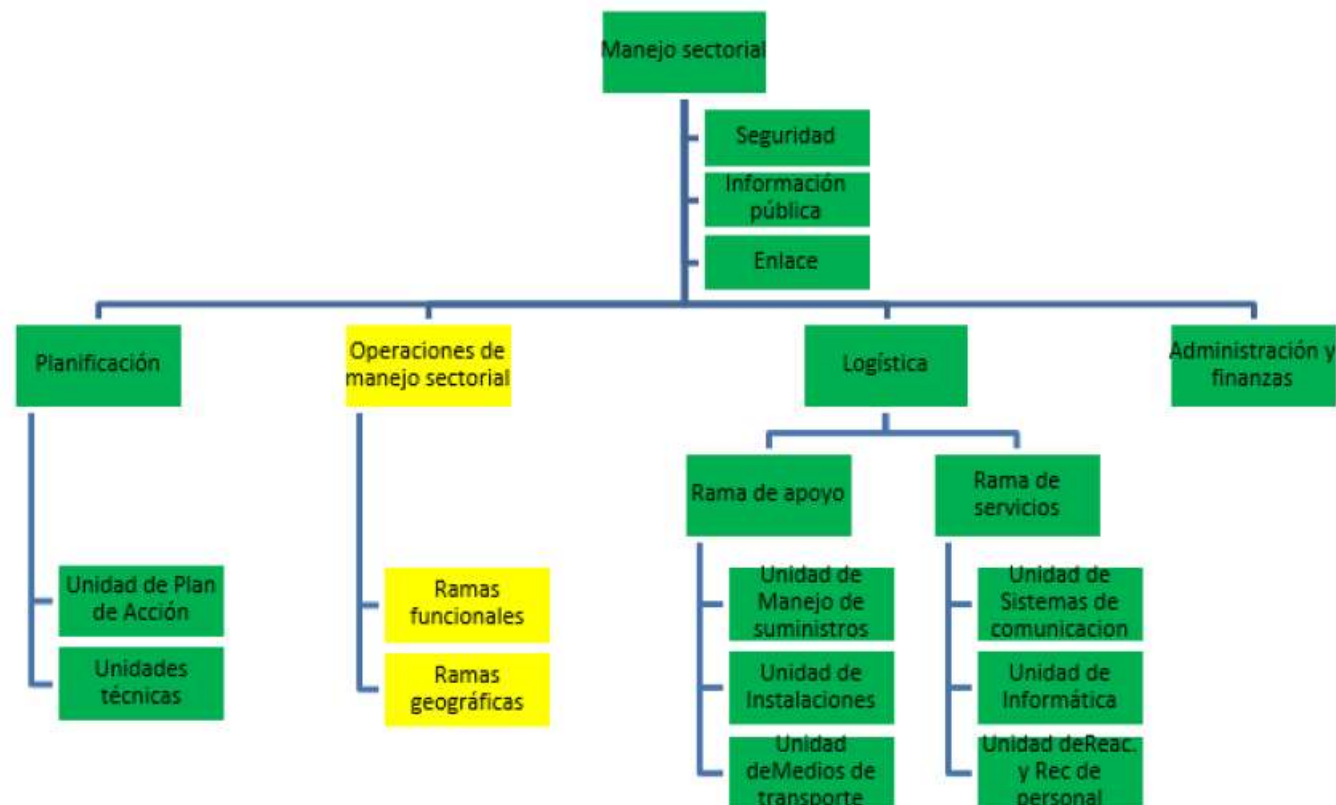 Manejo sectorial
Seguridad
Información
pública
Enlace
Planificación
Operaciones de
manejo sectorial
Logística
Administración y
finanzas
Rama de apoyo
Rama de
servicios
Unidad de Plan
de Acción
Unidades
técnicas
Ramas
funcionales
Ramas
geográficas
Unidad de
Manejo de
suministros
Unidad de
Instalaciones
Unidad
deMedios de
transporte
Unidad de
Sistemas de
comunicacion
Unidad de
Informática
Unidad deReac.
y Rec de
personal